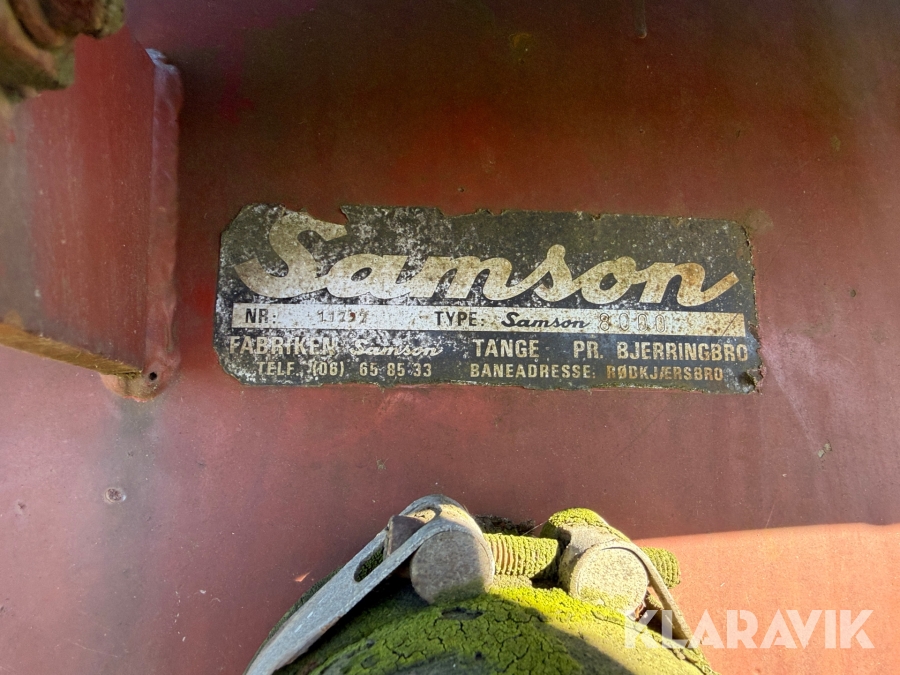 Samson
NR. TYPE: Samson 8000
FABRIKEN Samson TANGE PR. BJERRINGBRO
TELF. (06) 65 85 33 BANEADRESSE: RØDKJÆRSBRO
KLARAVIK